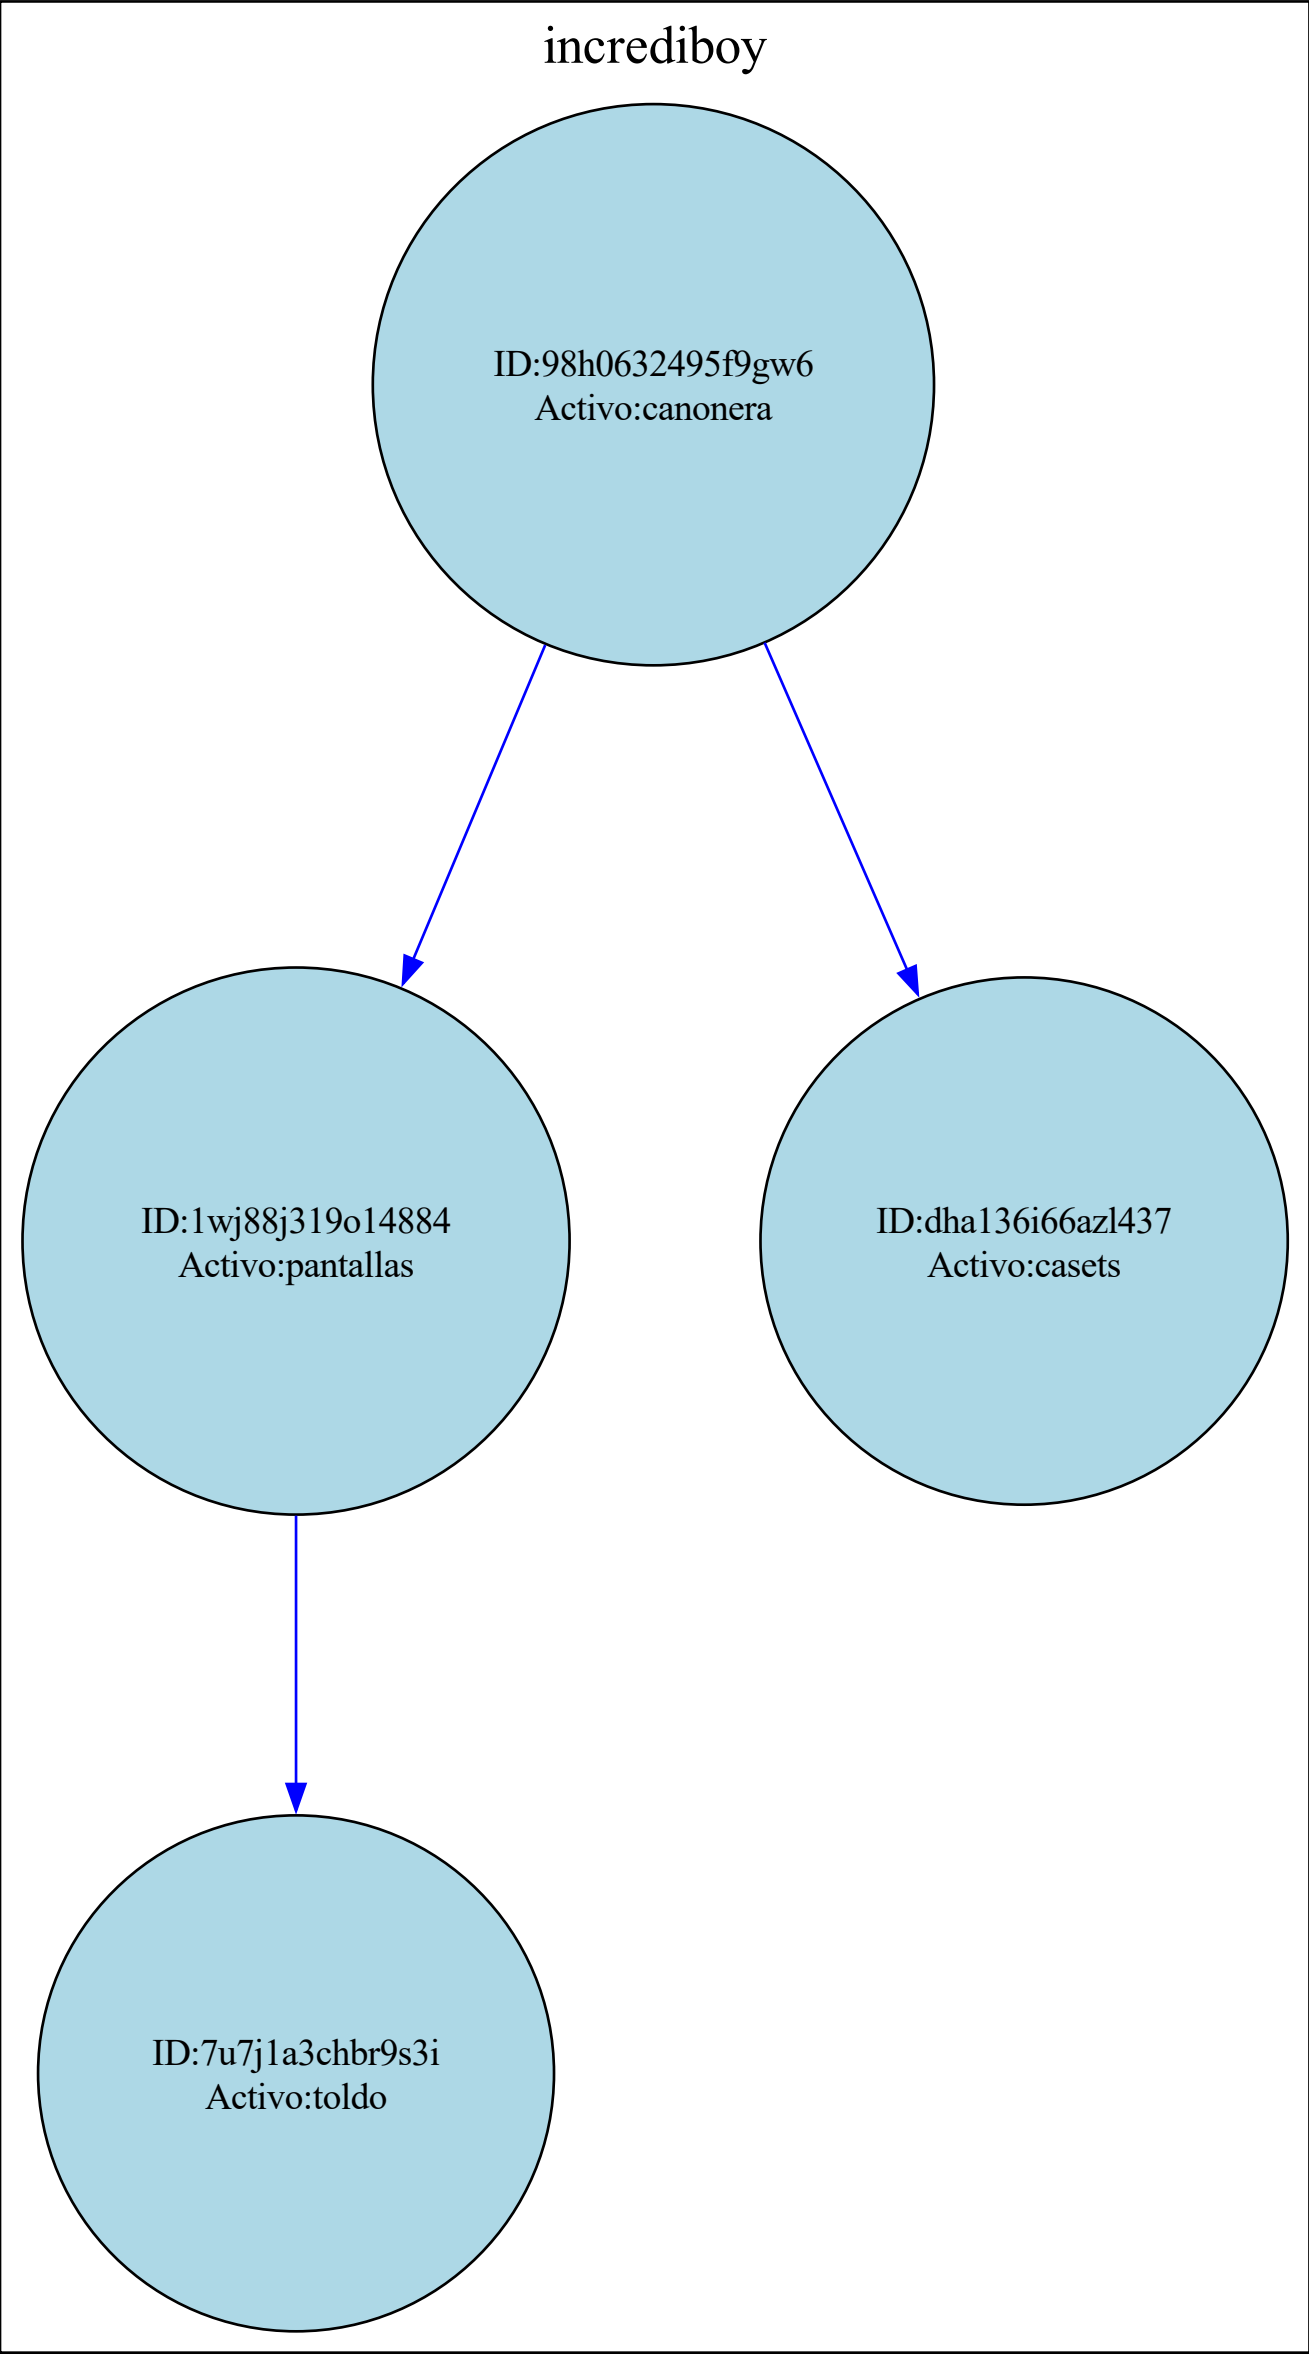 incrediboy
ID:98h0632495f9gw6
Activo:canonera
ID:1wj88j319o14884
Activo:pantallas
ID:dha136i66azl437
Activo:casets
ID:7u7j1a3chbr9s3i
Activo:toldo